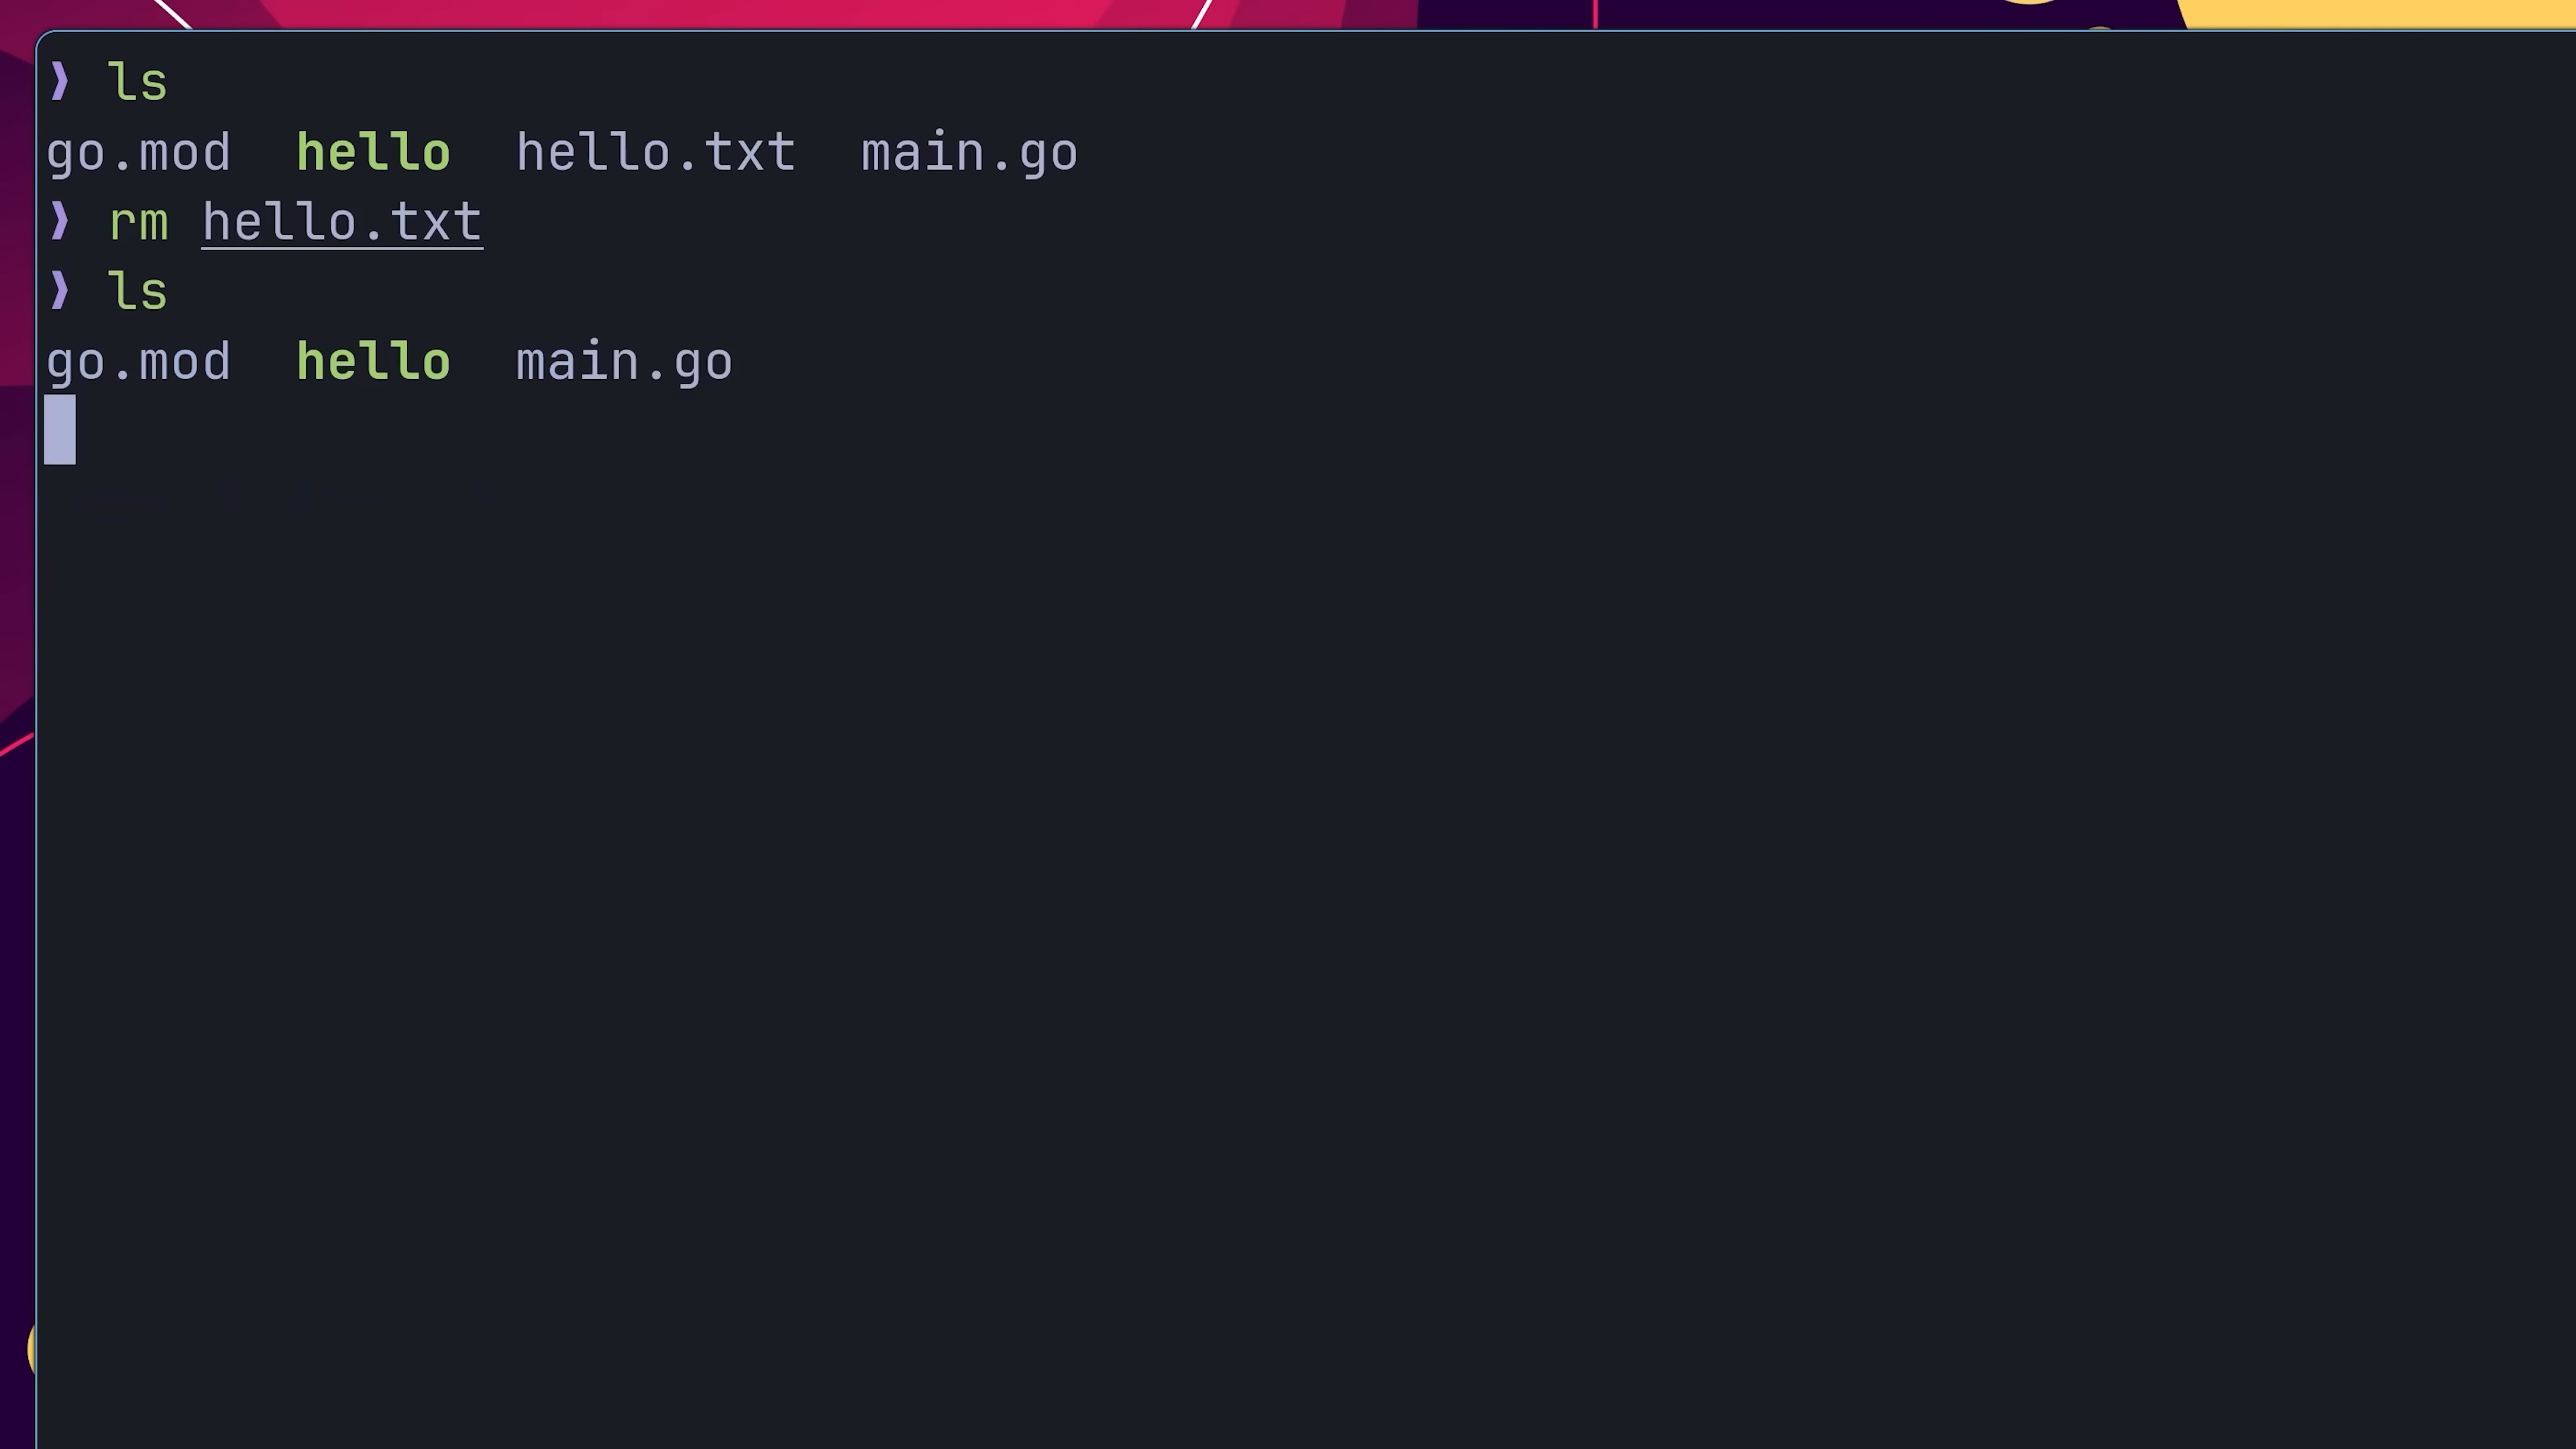 ❯ ls
go.mod  hello  hello.txt  main.go
❯ rm hello.txt
❯ ls
go.mod  hello  main.go